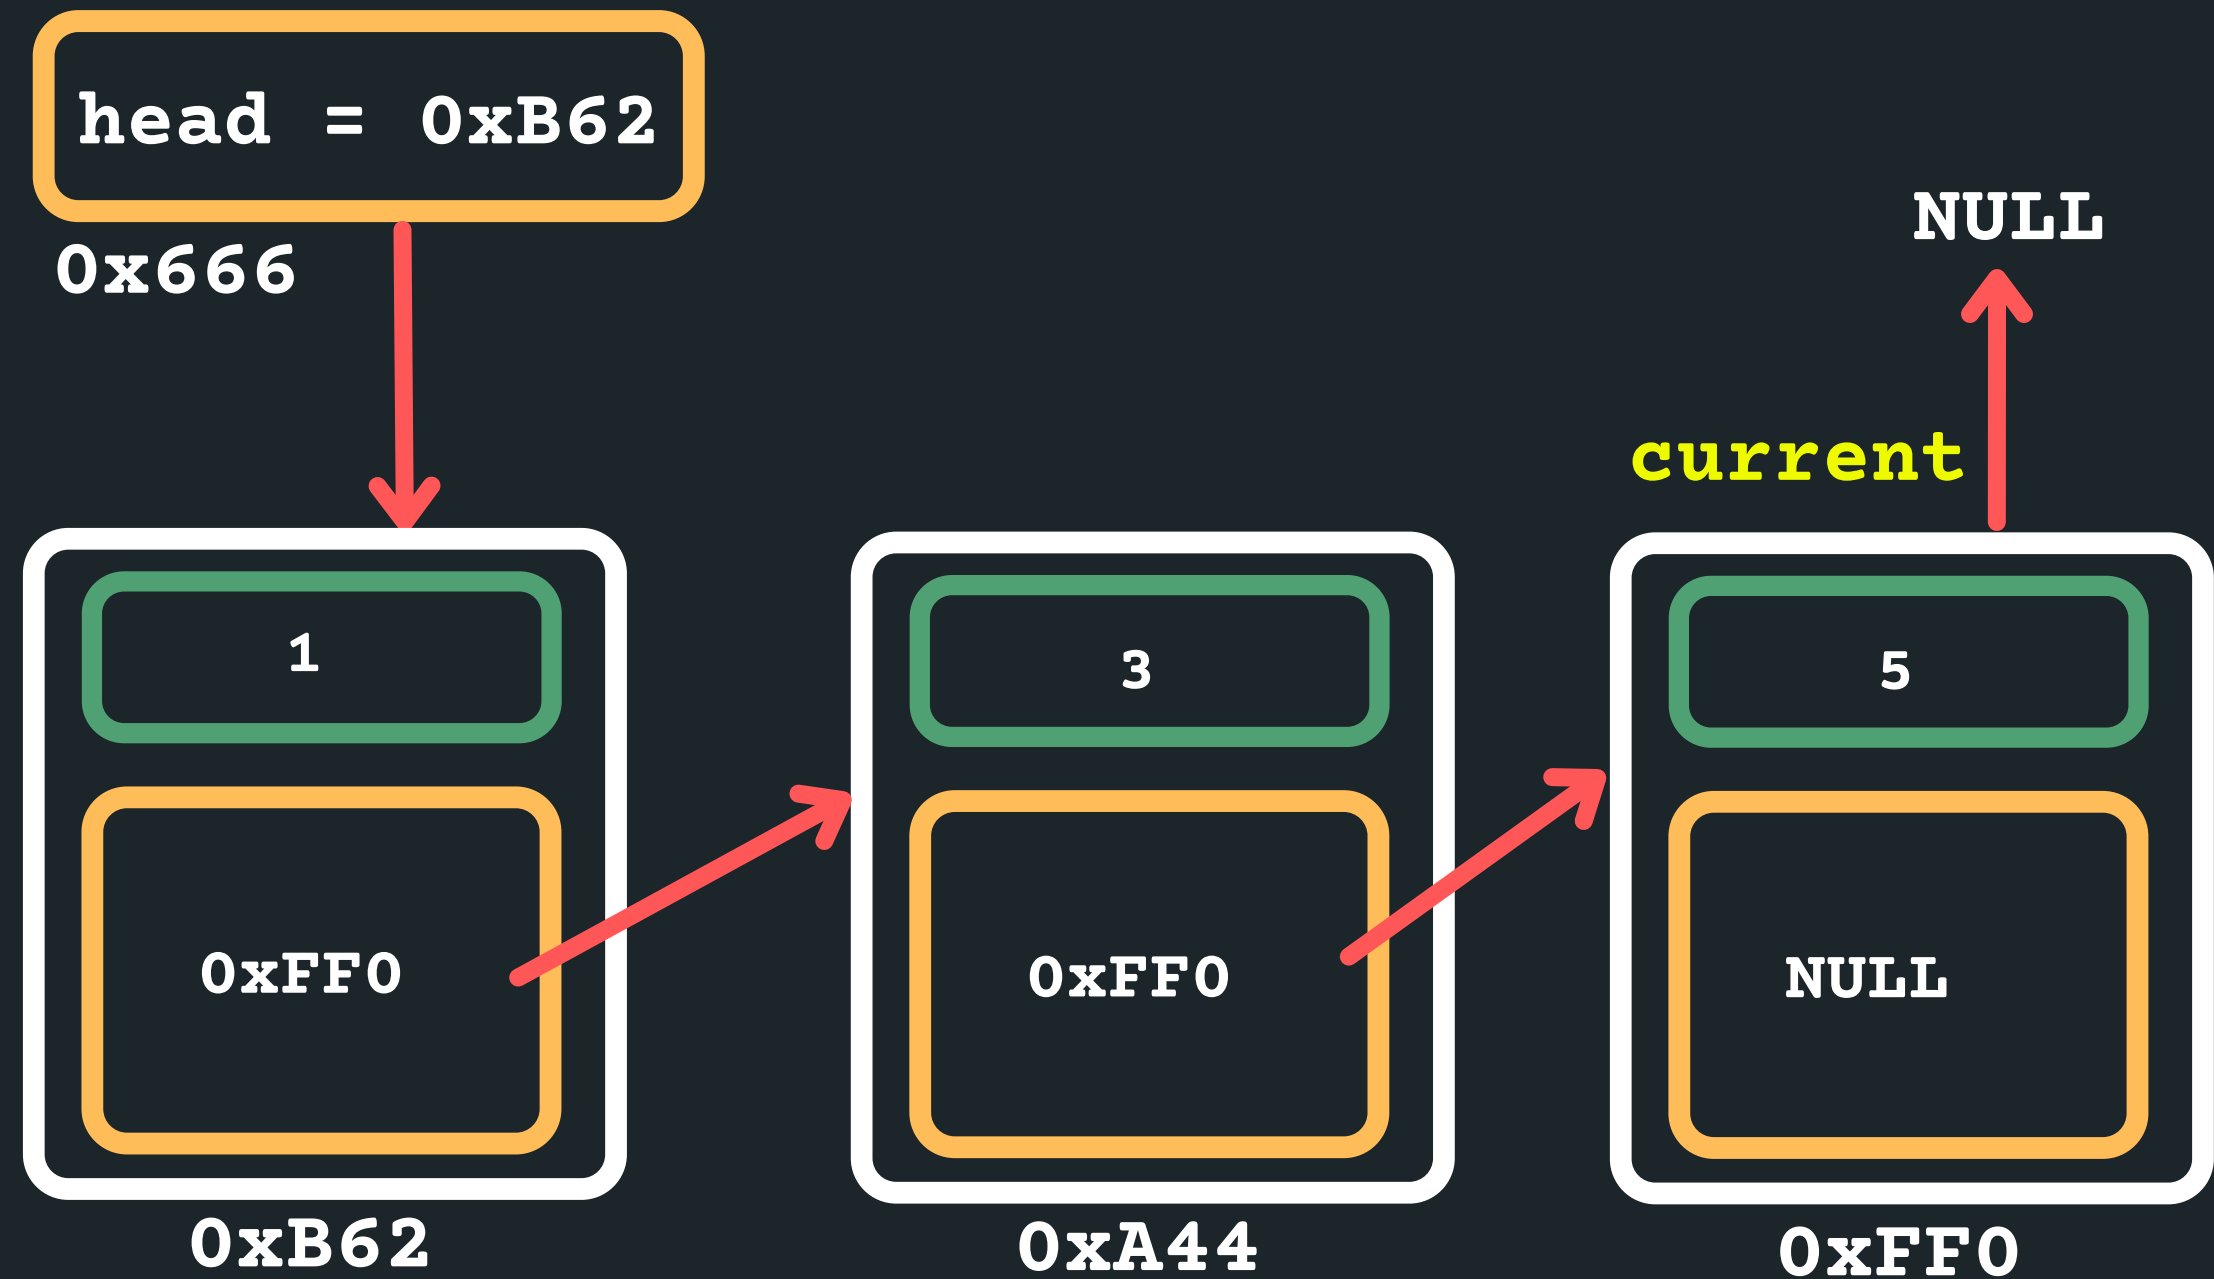 head = 0xB62
0x666
NULL
current
1
3
5
0xFF0
0xFF0
NULL
0xB62
0xA44
0xFF0